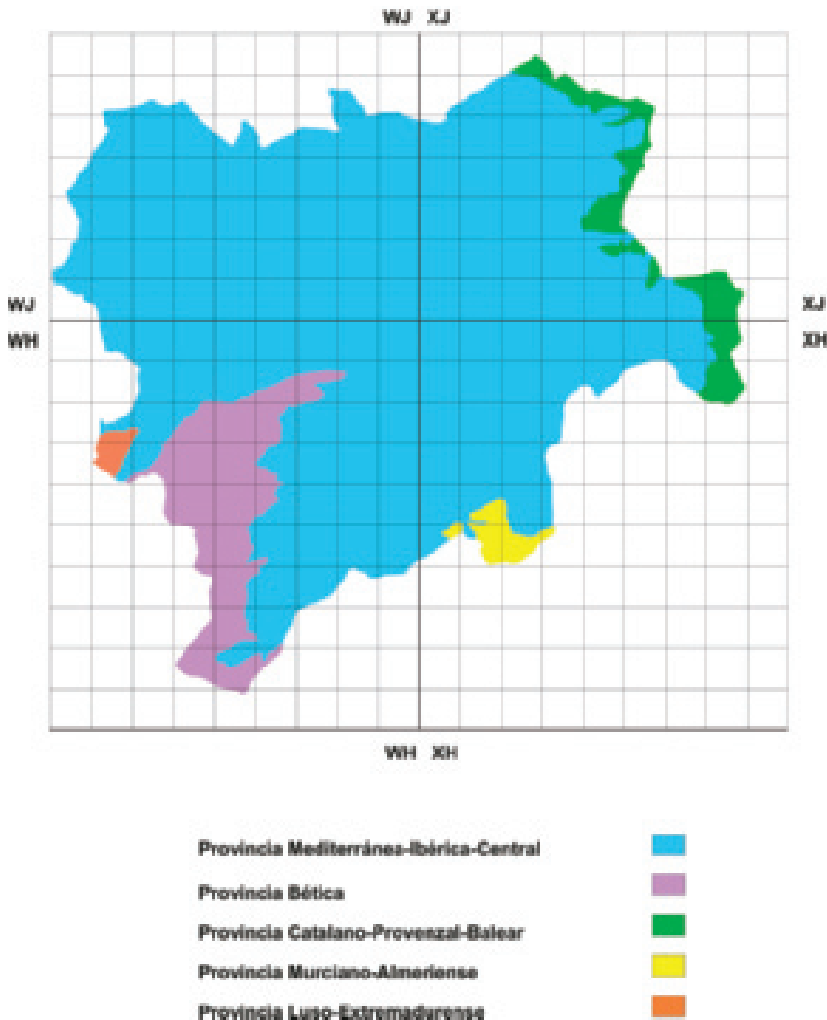 WJ XJ
WJ XJ
WH XH
WH XH
Provincia Mediterránea-Ibérica-Central
Provincia Bética
Provincia Catalano-Provenzal-Balear
Provincia Murciano-Almeriense
Provincia Luso-Extremadurense